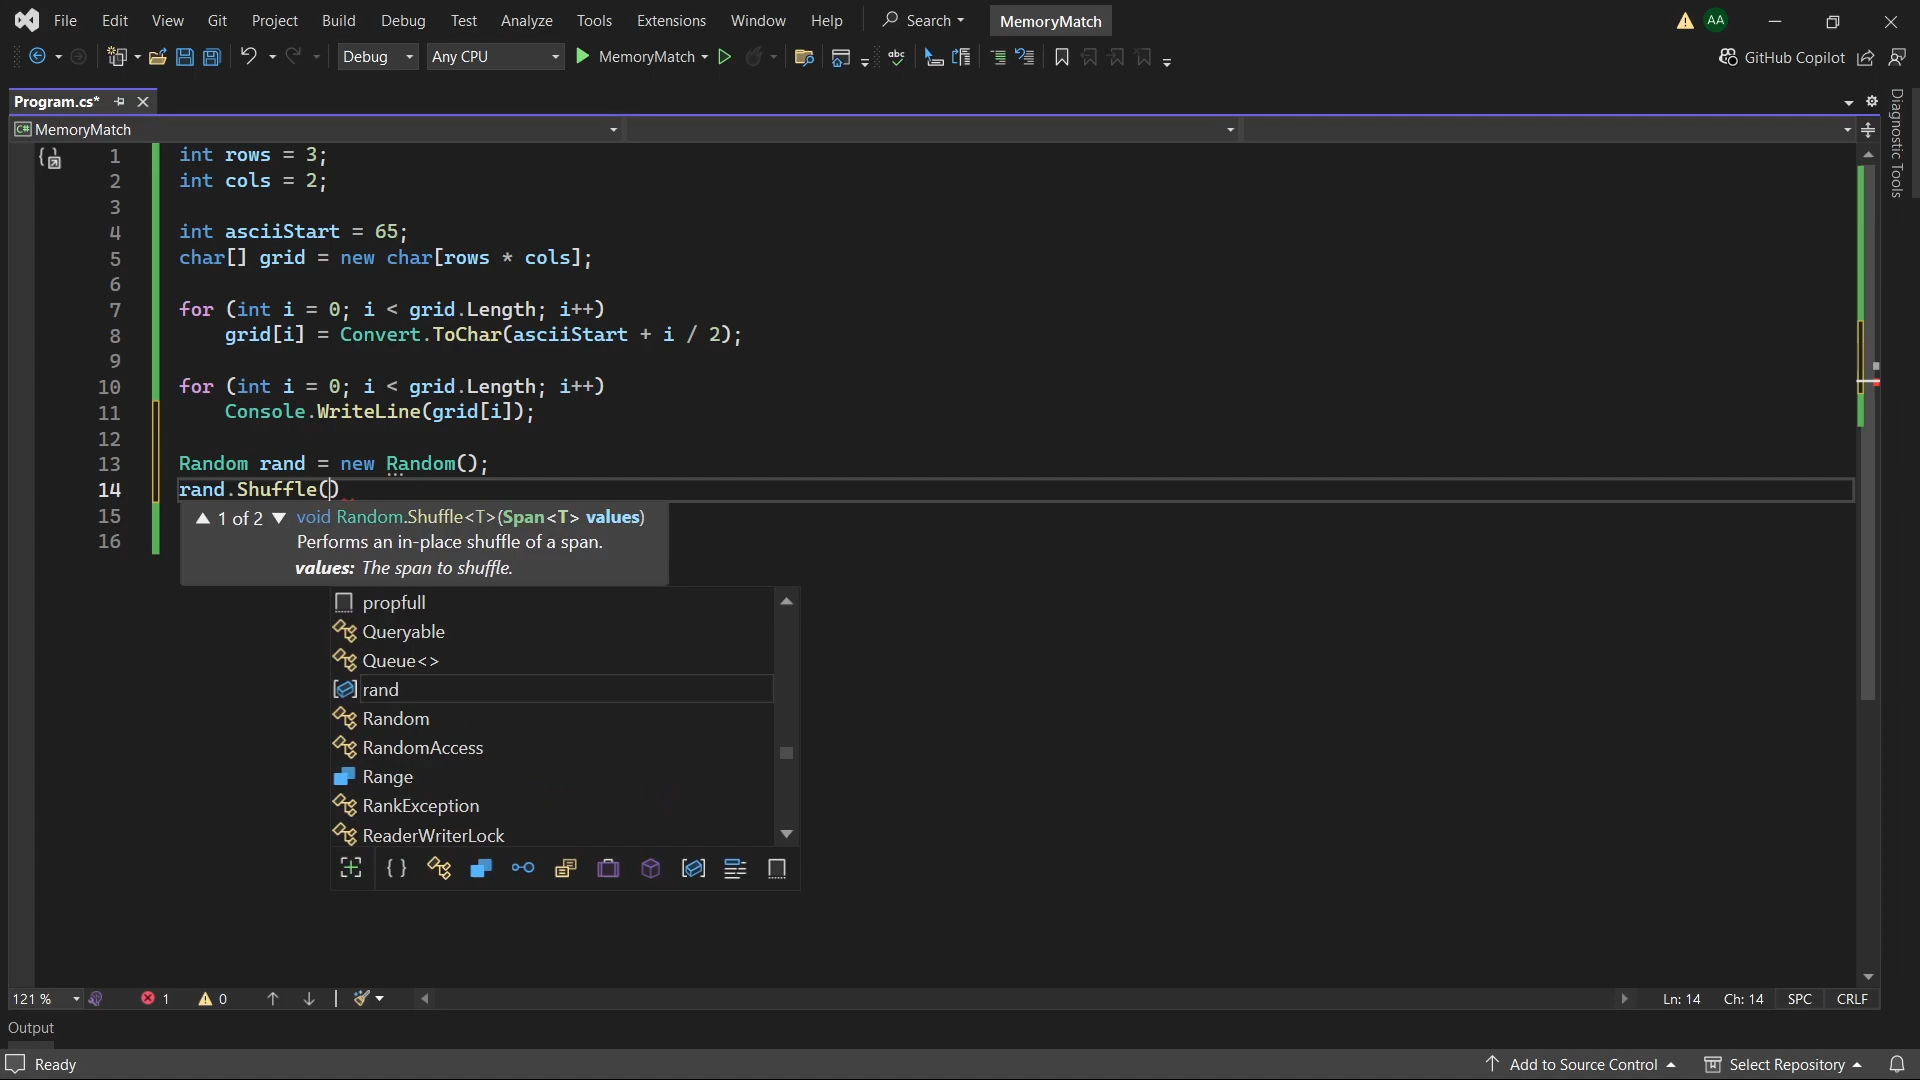 File Edit View Git Project Build Debug Test Analyze Tools Extensions Window Help Search MemoryMatch AA
Debug Any CPU MemoryMatch abc GitHub Copilot
Program.cs*
C# MemoryMatch
Diagnostic Tools
1 int rows = 3;
2 int cols = 2;
3
4 int asciiStart = 65;
5 char[] grid = new char[rows * cols];
6
7 for (int i = 0; i < grid.Length; i++)
8 grid[i] = Convert.ToChar(asciiStart + i / 2);
9
10 for (int i = 0; i < grid.Length; i++)
11 Console.WriteLine(grid[i]);
12
13 Random rand = new Random();
14 rand.Shuffle()
15
16
▲ 1 of 2 ▼ void Random.Shuffle<T>(Span<T> values)
Performs an in-place shuffle of a span.
values: The span to shuffle.
propfull
Queryable
Queue<>
rand
Random
RandomAccess
Range
RankException
ReaderWriterLock
121 % 1 0 Ln: 14 Ch: 14 SPC CRLF
Output
Ready Add to Source Control Select Repository